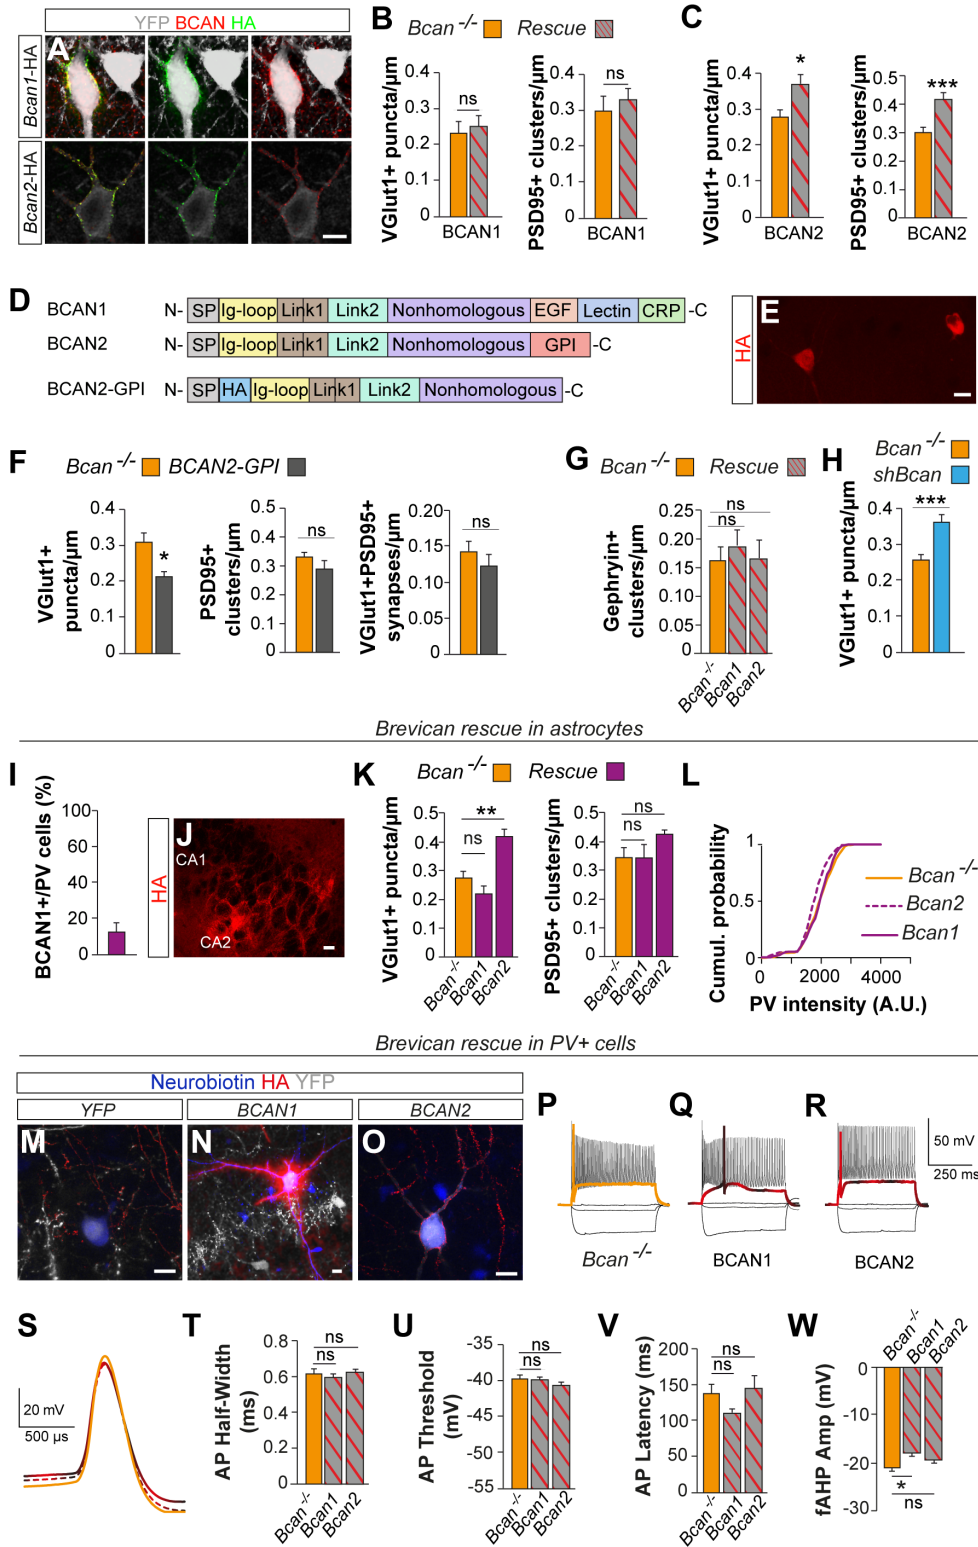 YFP BCAN HA
A
Bcan1-HA
Bcan2-HA
B
Bcan -/- Rescue
VGlut1+ puncta/µm
0.4
0.3
0.2
0.1
0
ns
BCAN1
PSD95+ clusters/µm
0.5
0.4
0.3
0.2
0.1
0
ns
BCAN1
C
VGlut1+ puncta/µm
0.4
0.2
0
*
BCAN2
PSD95+ clusters/µm
0.5
0.4
0.3
0.2
0.1
0
***
BCAN2
D
BCAN1 N- SP Ig-loop Link1 Link2 Nonhomologous EGF Lectin CRP -C
BCAN2 N- SP Ig-loop Link1 Link2 Nonhomologous GPI -C
BCAN2-GPI N- SP HA Ig-loop Link1 Link2 Nonhomologous -C
E
HA
F
Bcan -/- BCAN2-GPI
VGlut1+
puncta/µm
0.4
0.3
0.2
0.1
0
*
PSD95+
clusters/µm
0.5
0.4
0.3
0.2
0.1
0
ns
VGlut1+PSD95+
synapses/µm
0.20
0.15
0.10
0.05
0
ns
G
Bcan -/- Rescue
Gephryin+
clusters/µm
0.25
0.20
0.15
0.10
0.05
0
ns
ns
Bcan -/-
Bcan1
Bcan2
H
Bcan -/-
shBcan
VGlut1+ puncta/µm
0.4
0.3
0.2
0.1
0
***
Brevican rescue in astrocytes
I
BCAN1+/PV cells (%)
100
80
60
40
20
0
J
HA
CA1
CA2
K
Bcan -/- Rescue
VGlut1+ puncta/µm
0.5
0.4
0.3
0.2
0.1
0
**
ns
Bcan -/-
Bcan1
Bcan2
PSD95+ clusters/µm
0.5
0.4
0.3
0.2
0.1
0
ns
ns
Bcan -/-
Bcan1
Bcan2
L
Cumul. probability
1
0.5
0
0
2000
4000
PV intensity (A.U.)
Bcan -/-
Bcan2
Bcan1
Brevican rescue in PV+ cells
Neurobiotin HA YFP
YFP
BCAN1
BCAN2
M
N
O
P
Bcan -/-
Q
BCAN1
R
BCAN2
50 mV
250 ms
S
20 mV
500 µs
T
AP Half-Width
(ms)
0.8
0.6
0.4
0.2
0
ns
ns
Bcan -/-
Bcan1
Bcan2
U
AP Threshold
(mV)
-35
-40
-45
-50
-55
ns
ns
Bcan -/-
Bcan1
Bcan2
V
AP Latency (ms)
200
150
100
50
0
ns
ns
Bcan -/-
Bcan1
Bcan2
W
Bcan -/-
Bcan1
Bcan2
fAHP Amp (mV)
0
-10
-20
-30
*
ns